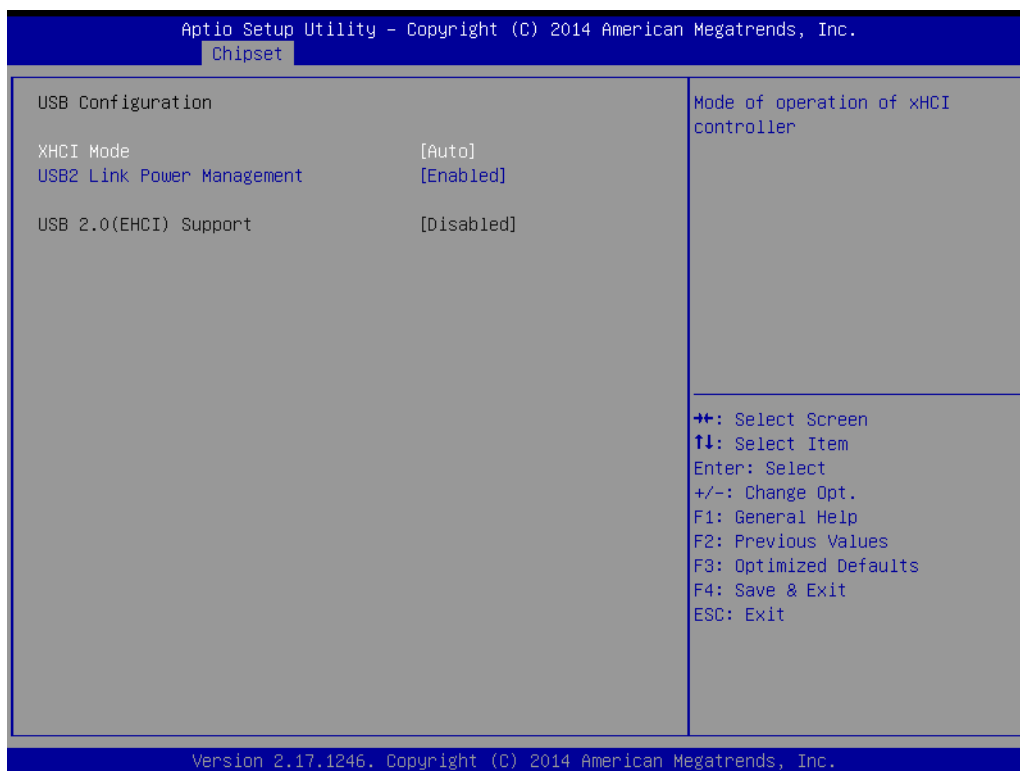 Aptio Setup Utility – Copyright (C) 2014 American Megatrends, Inc.
Chipset
USB Configuration
XHCI Mode [Auto]
USB2 Link Power Management [Enabled]
USB 2.0(EHCI) Support [Disabled]
Mode of operation of xHCI
controller
→←: Select Screen
↑↓: Select Item
Enter: Select
+/-: Change Opt.
F1: General Help
F2: Previous Values
F3: Optimized Defaults
F4: Save & Exit
ESC: Exit
Version 2.17.1246. Copyright (C) 2014 American Megatrends, Inc.